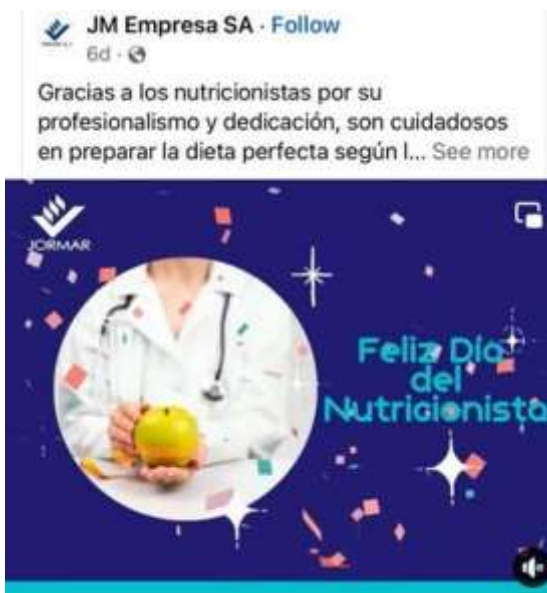 JM Empresa SA · Follow
6d ·
Gracias a los nutricionistas por su
profesionalismo y dedicación, son cuidadosos
en preparar la dieta perfecta según l... See more
JORMAR
Feliz Día
del
Nutricionista